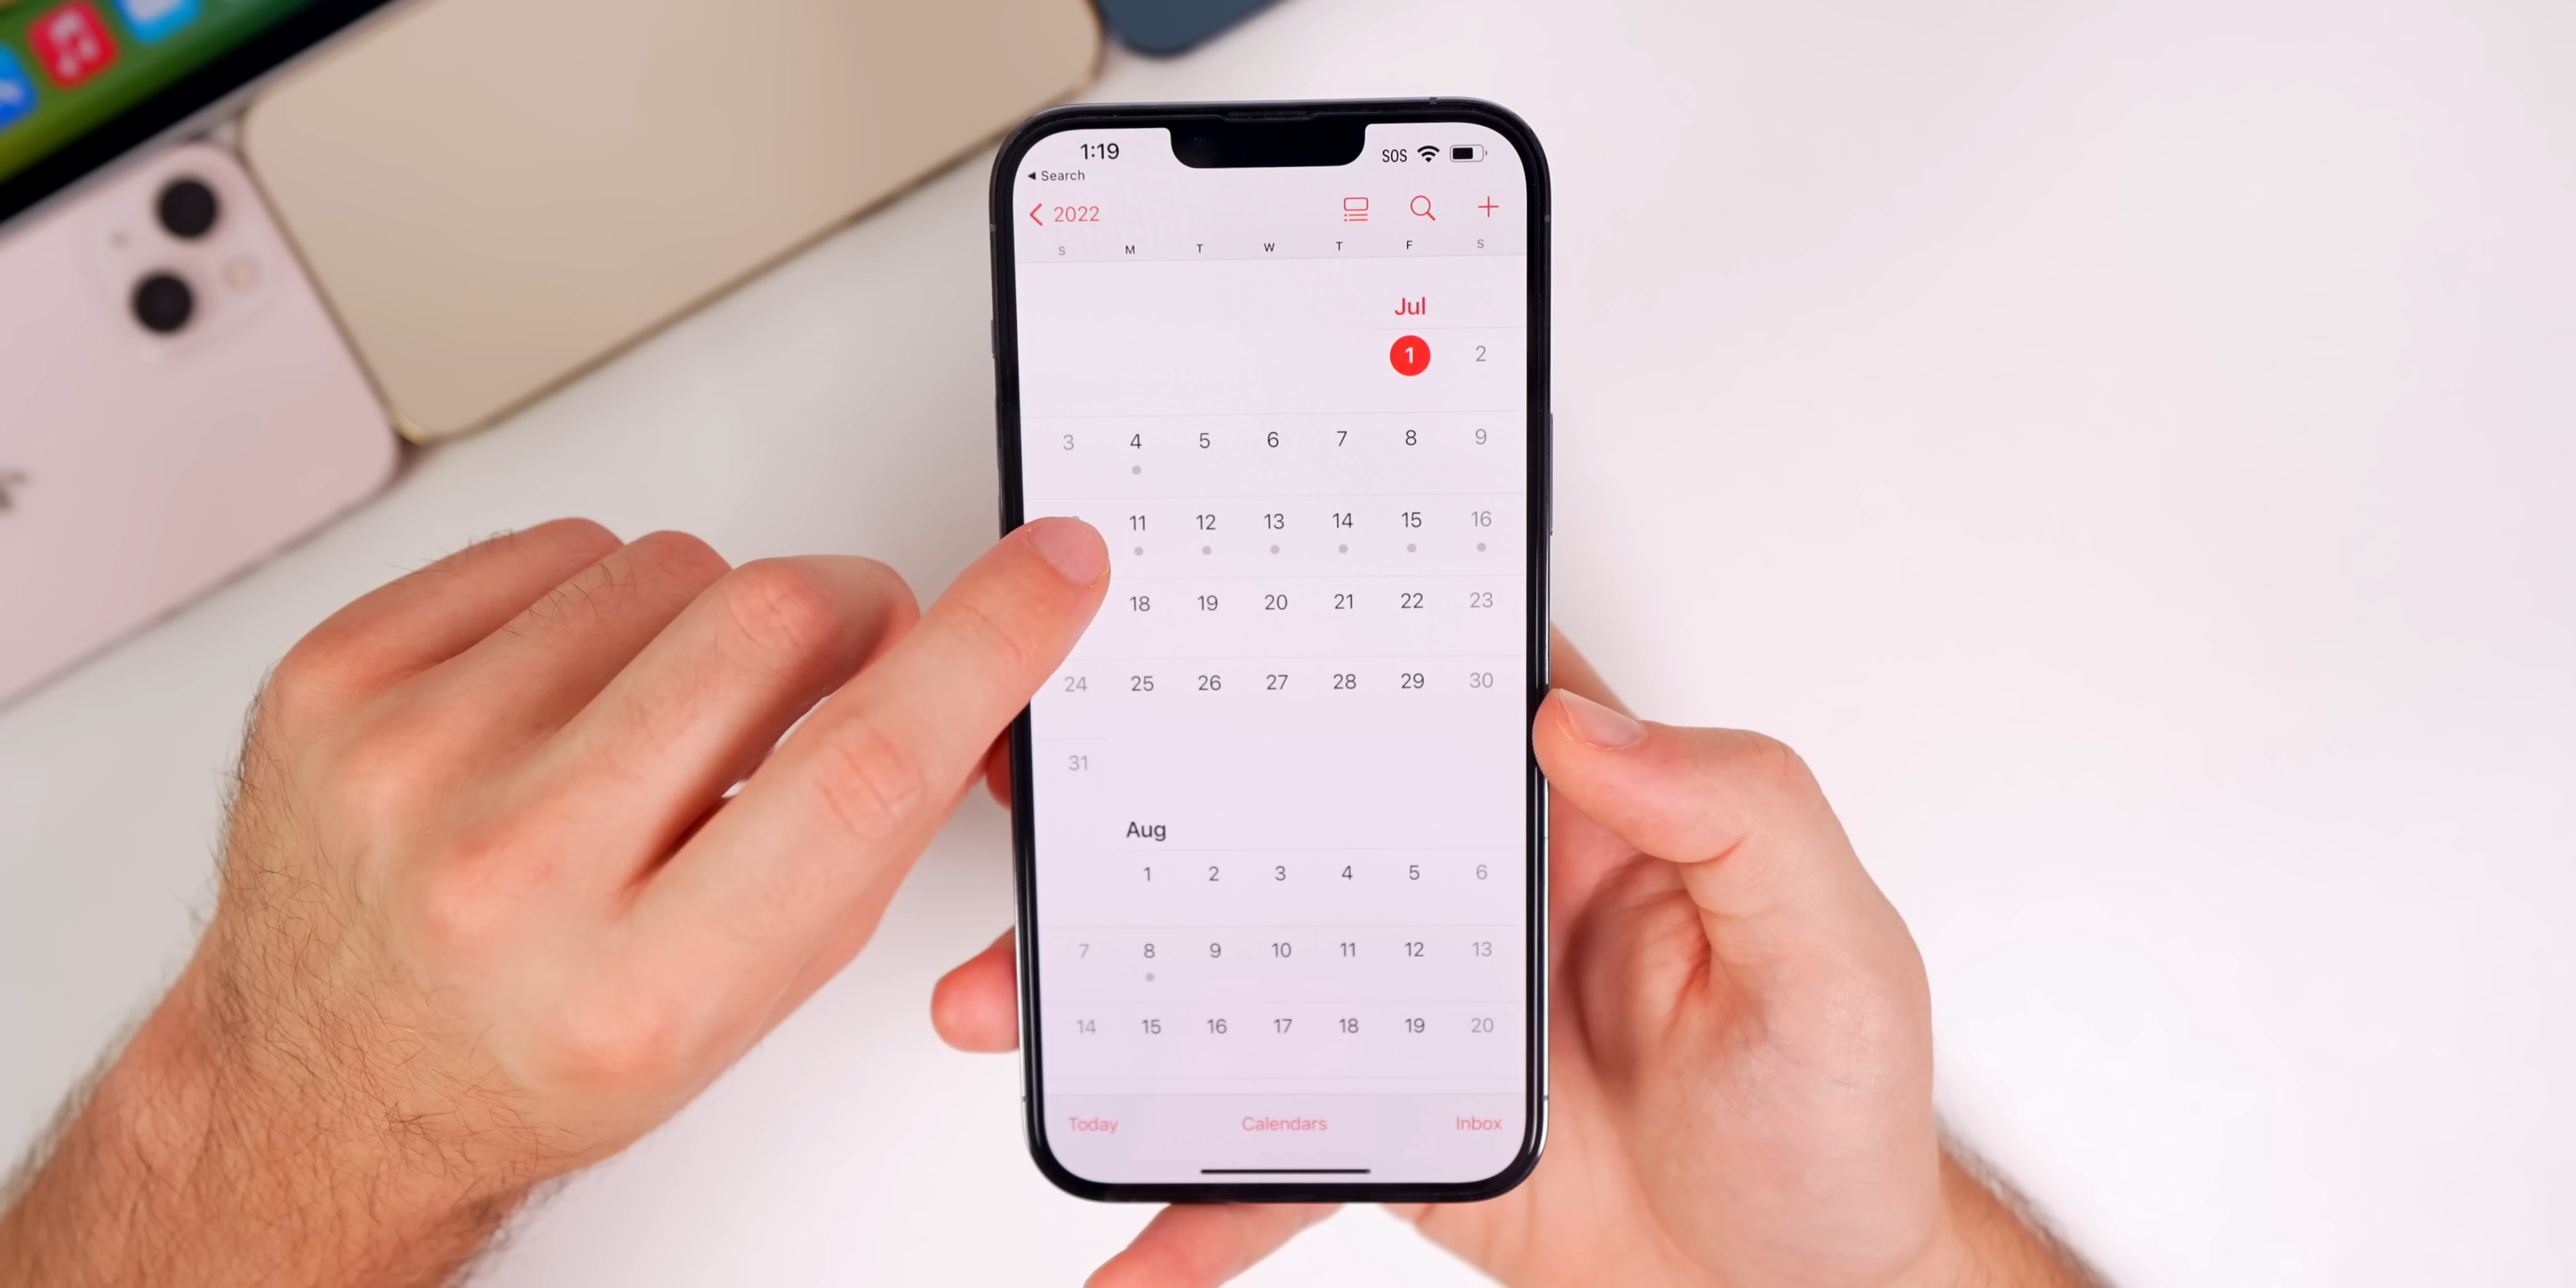 1:19 SOS
◀ Search
2022
S M T W T F S
Jul
1 2
3 4 5 6 7 8 9
11 12 13 14 15 16
18 19 20 21 22 23
24 25 26 27 28 29 30
31
Aug
1 2 3 4 5 6
7 8 9 10 11 12 13
14 15 16 17 18 19 20
Today Calendars Inbox